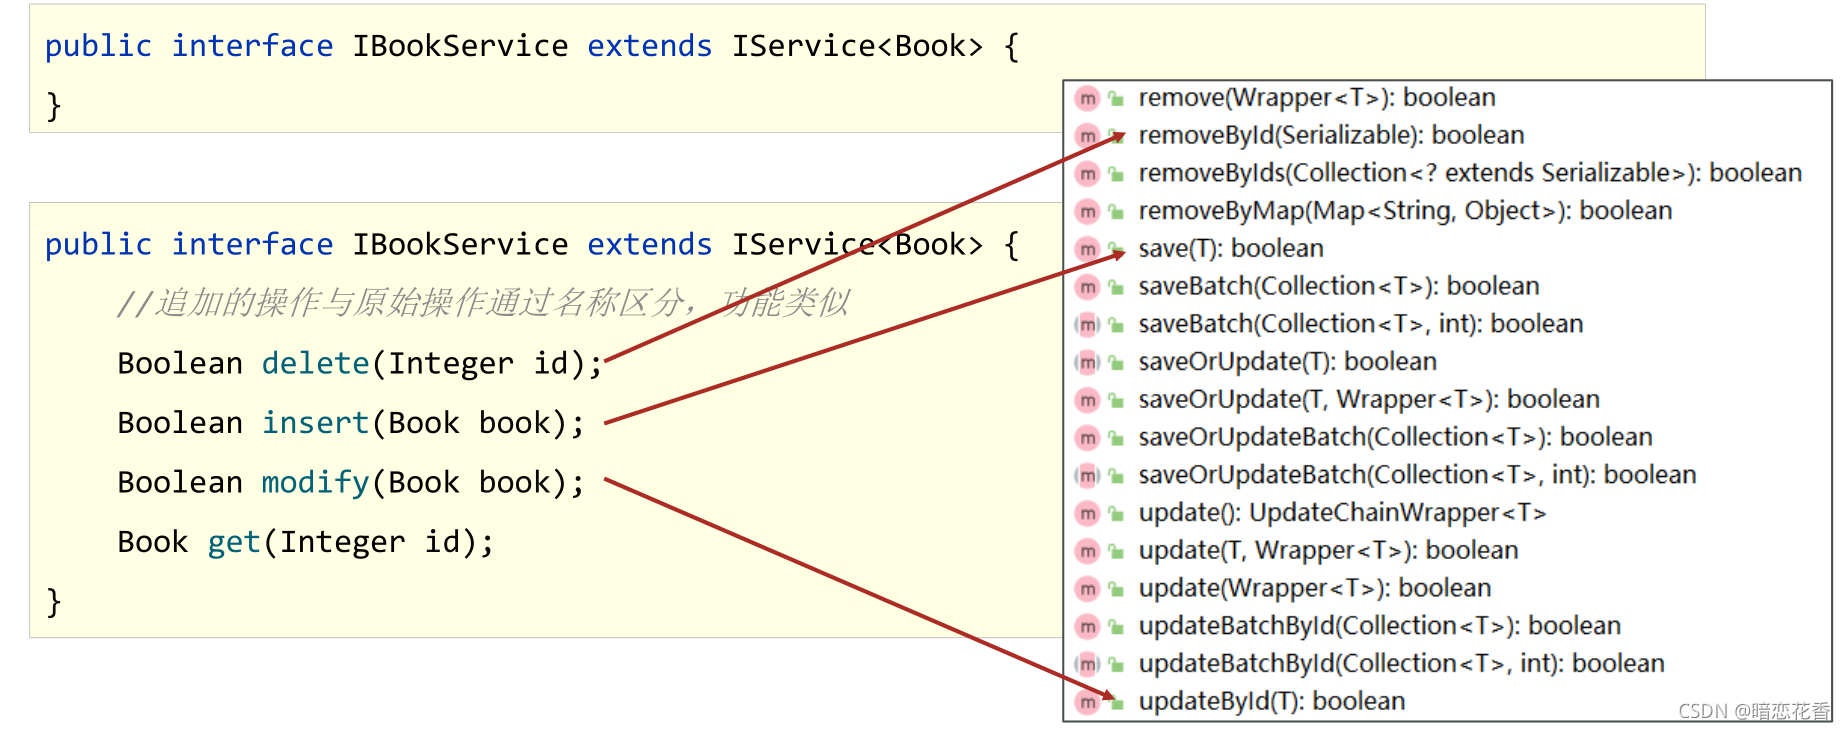 public interface IBookService extends IService<Book> {
}
public interface IBookService extends IService<Book> {
//追加的操作与原始操作通过名称区分，功能类似
Boolean delete(Integer id);
Boolean insert(Book book);
Boolean modify(Book book);
Book get(Integer id);
}
m remove(Wrapper<T>): boolean
m removeById(Serializable): boolean
m removeByIds(Collection<? extends Serializable>): boolean
m removeByMap(Map<String, Object>): boolean
m save(T): boolean
m saveBatch(Collection<T>): boolean
(m) saveBatch(Collection<T>, int): boolean
(m) saveOrUpdate(T): boolean
m saveOrUpdate(T, Wrapper<T>): boolean
m saveOrUpdateBatch(Collection<T>): boolean
(m) saveOrUpdateBatch(Collection<T>, int): boolean
m update(): UpdateChainWrapper<T>
m update(T, Wrapper<T>): boolean
m update(Wrapper<T>): boolean
m updateBatchById(Collection<T>): boolean
(m) updateBatchById(Collection<T>, int): boolean
m updateById(T): boolean
CSDN @暗恋花香